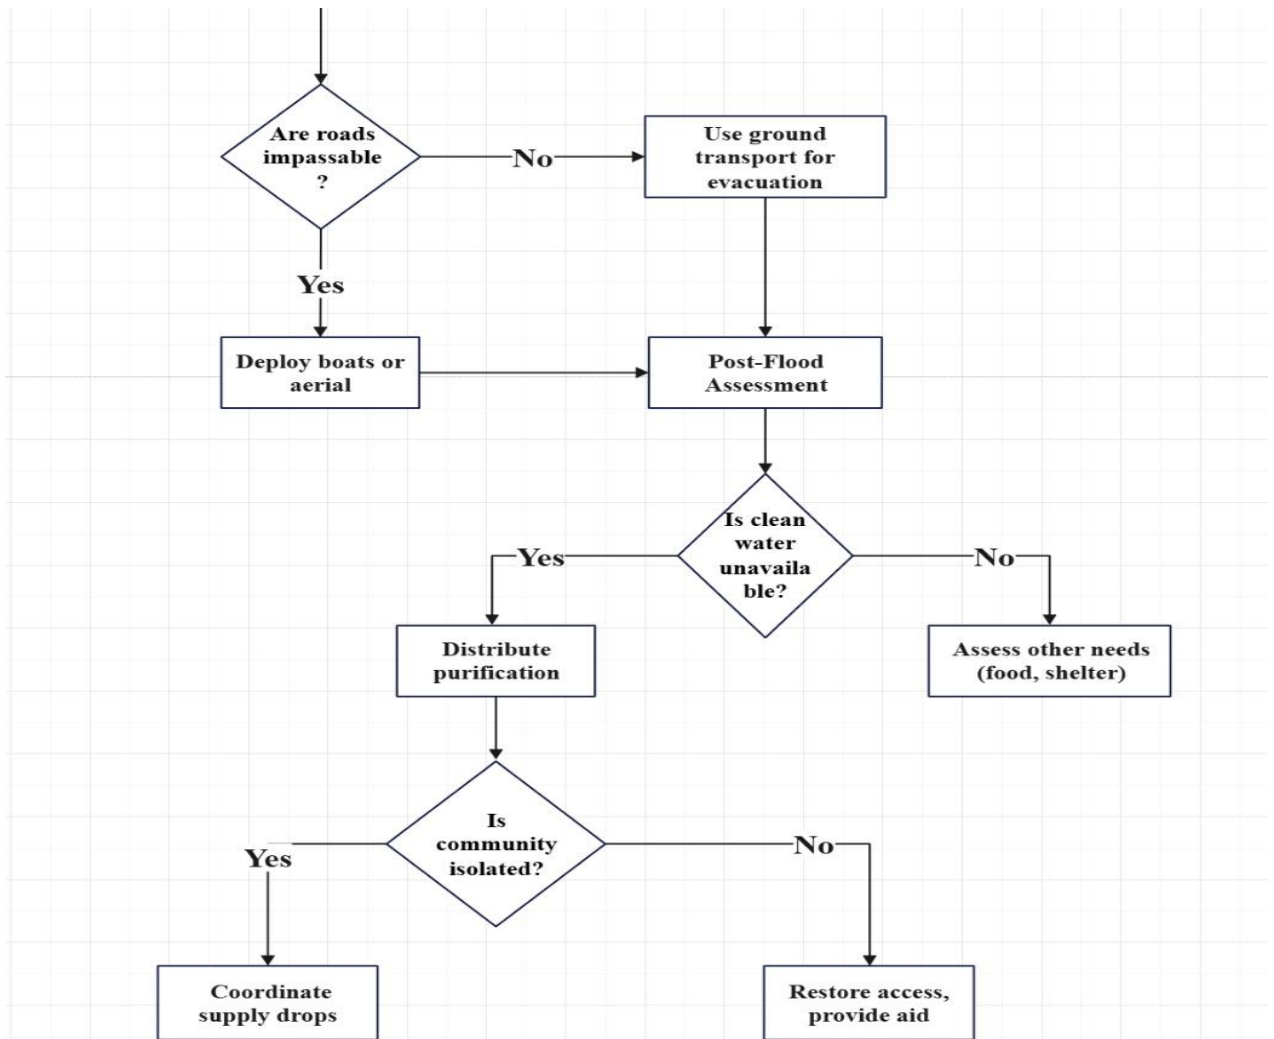 Are roads
impassable
?
No
Use ground
transport for
evacuation
Yes
Deploy boats or
aerial
Post-Flood
Assessment
Is clean
water
unavaila
ble?
Yes
No
Distribute
purification
Assess other needs
(food, shelter)
Is
community
isolated?
Yes
No
Coordinate
supply drops
Restore access,
provide aid